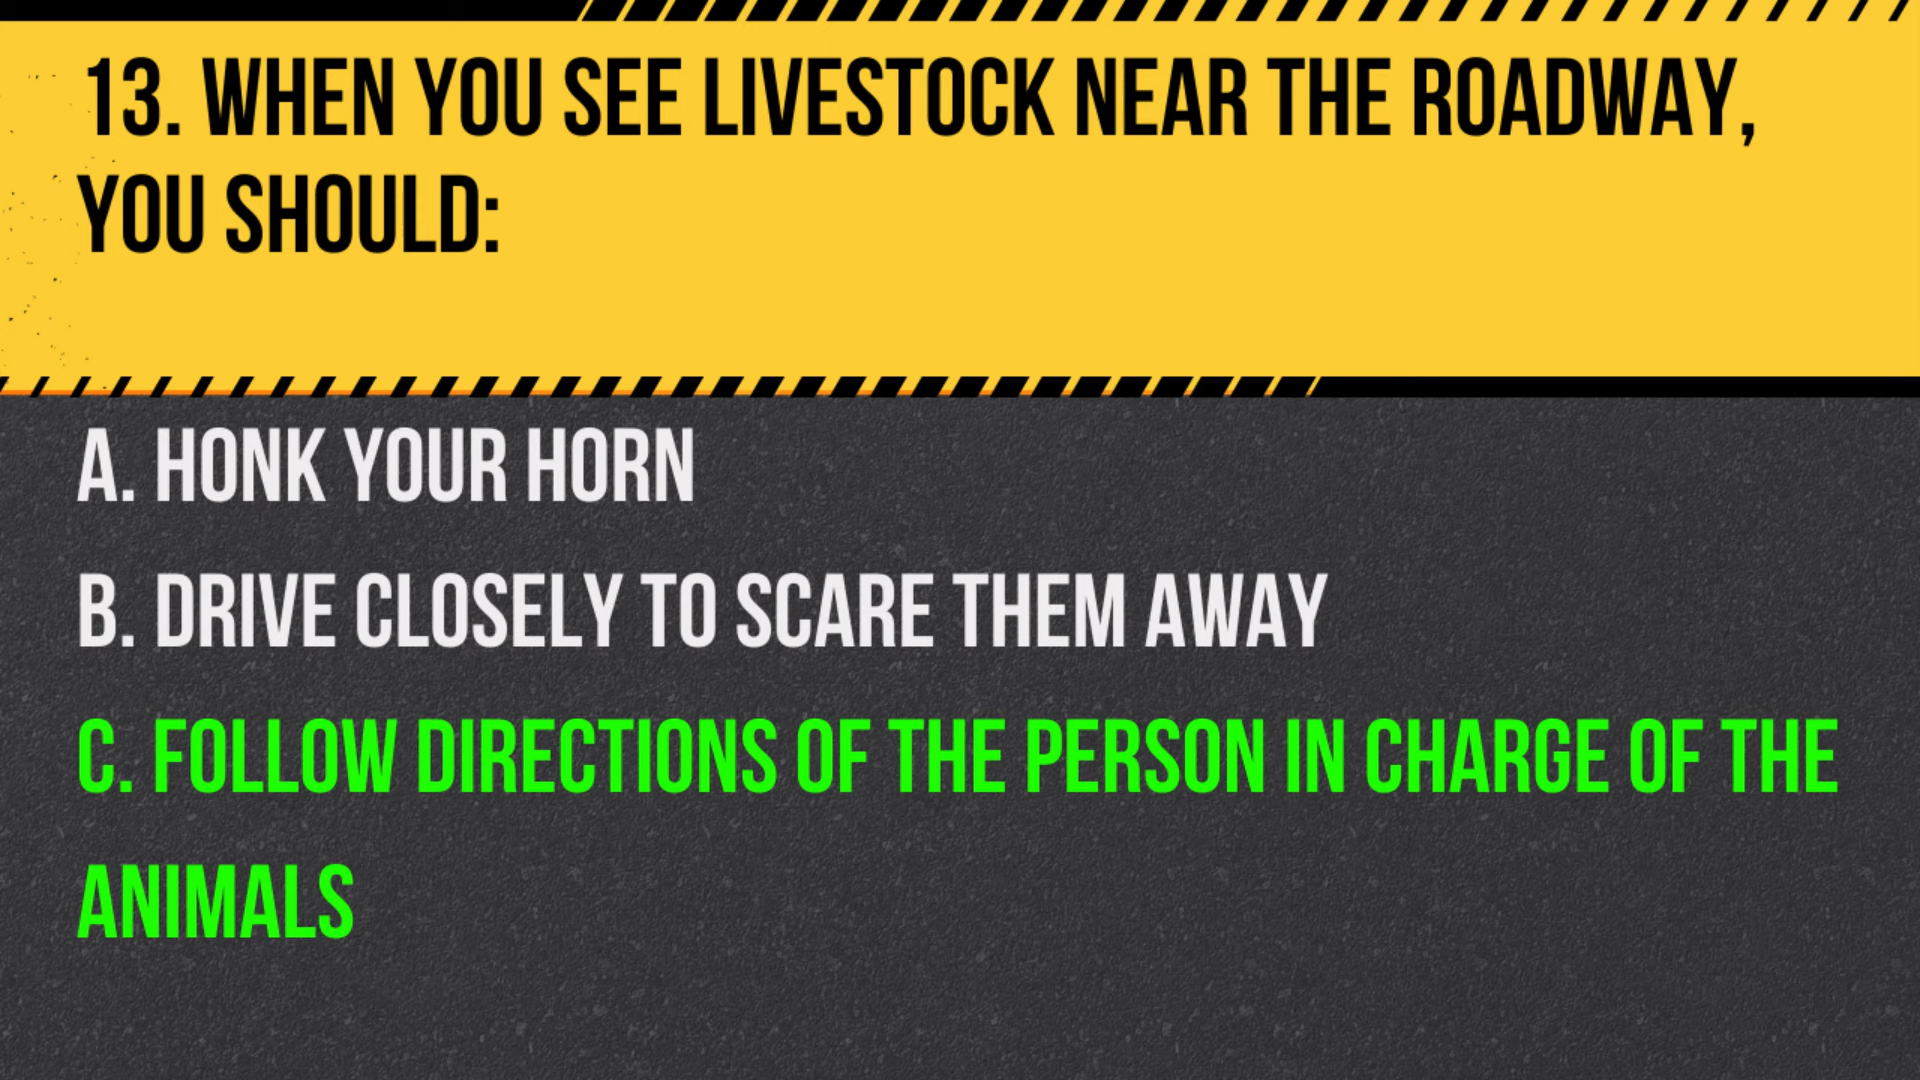 13. WHEN YOU SEE LIVESTOCK NEAR THE ROADWAY,
YOU SHOULD:
A. HONK YOUR HORN
B. DRIVE CLOSELY TO SCARE THEM AWAY
C. FOLLOW DIRECTIONS OF THE PERSON IN CHARGE OF THE
ANIMALS